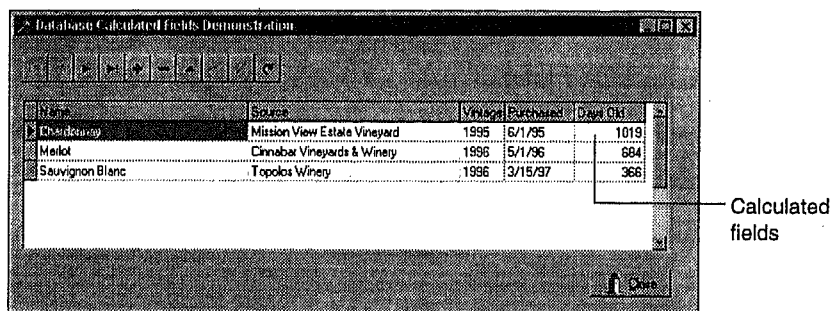 Database Calculated Fields Demonstration
Name Source Vintage Purchased Days Old
Chardonnay Mission View Estate Vineyard 1995 6/1/95 1019
Merlot Cinnabar Vineyards & Winery 1996 5/1/96 684
Sauvignon Blanc Topolos Winery 1996 3/15/97 366
Calculated
fields
Close